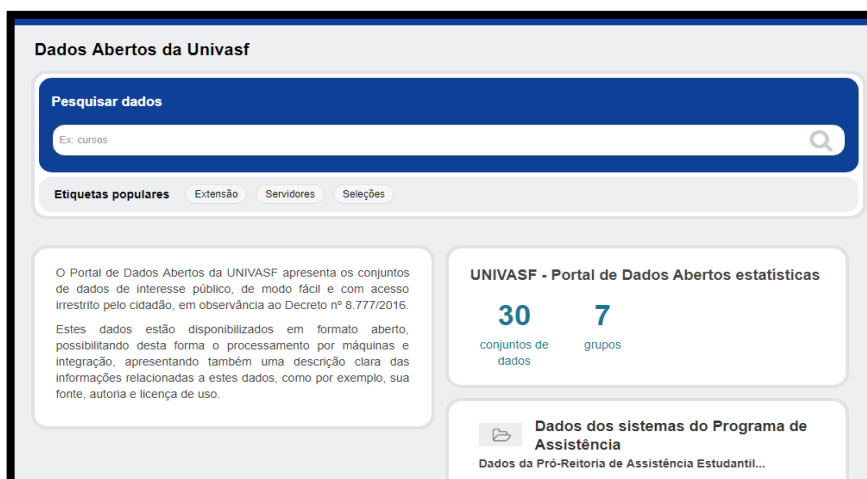 Dados Abertos da Univasf
Pesquisar dados
Ex: cursos
Etiquetas populares Extensão Servidores Seleções
O Portal de Dados Abertos da UNIVASF apresenta os conjuntos
de dados de interesse público, de modo fácil e com acesso
irrestrito pelo cidadão, em observância ao Decreto nº 8.777/2016.
Estes dados estão disponibilizados em formato aberto,
possibilitando desta forma o processamento por máquinas e
integração, apresentando também uma descrição clara das
informações relacionadas a estes dados, como por exemplo, sua
fonte, autoria e licença de uso.
UNIVASF - Portal de Dados Abertos estatísticas
30 7
conjuntos de grupos
dados
Dados dos sistemas do Programa de
Assistência
Dados da Pró-Reitoria de Assistência Estudantil...